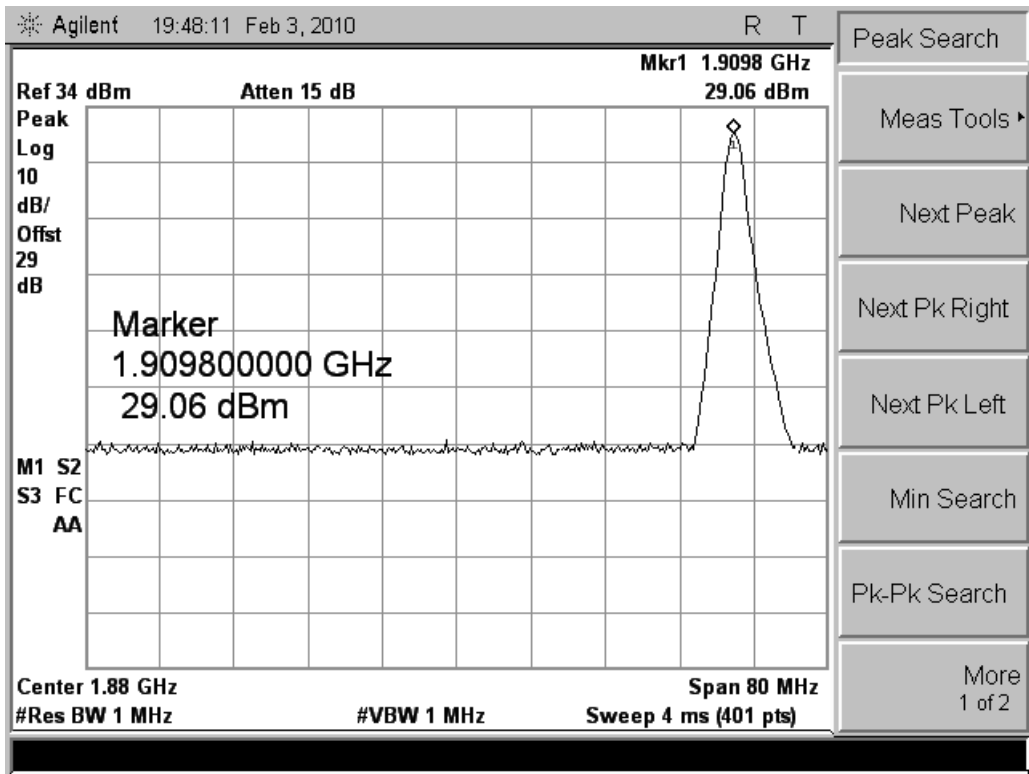 Agilent 19:48:11 Feb 3, 2010 R T
Mkr1 1.9098 GHz
Ref 34 dBm Atten 15 dB 29.06 dBm
Peak
Log
10
dB/
Offst
29
dB
Marker
1.909800000 GHz
29.06 dBm
1
M1 S2
S3 FC
AA
Center 1.88 GHz Span 80 MHz
#Res BW 1 MHz #VBW 1 MHz Sweep 4 ms (401 pts)
Peak Search
Meas Tools
Next Peak
Next Pk Right
Next Pk Left
Min Search
Pk-Pk Search
More
1 of 2